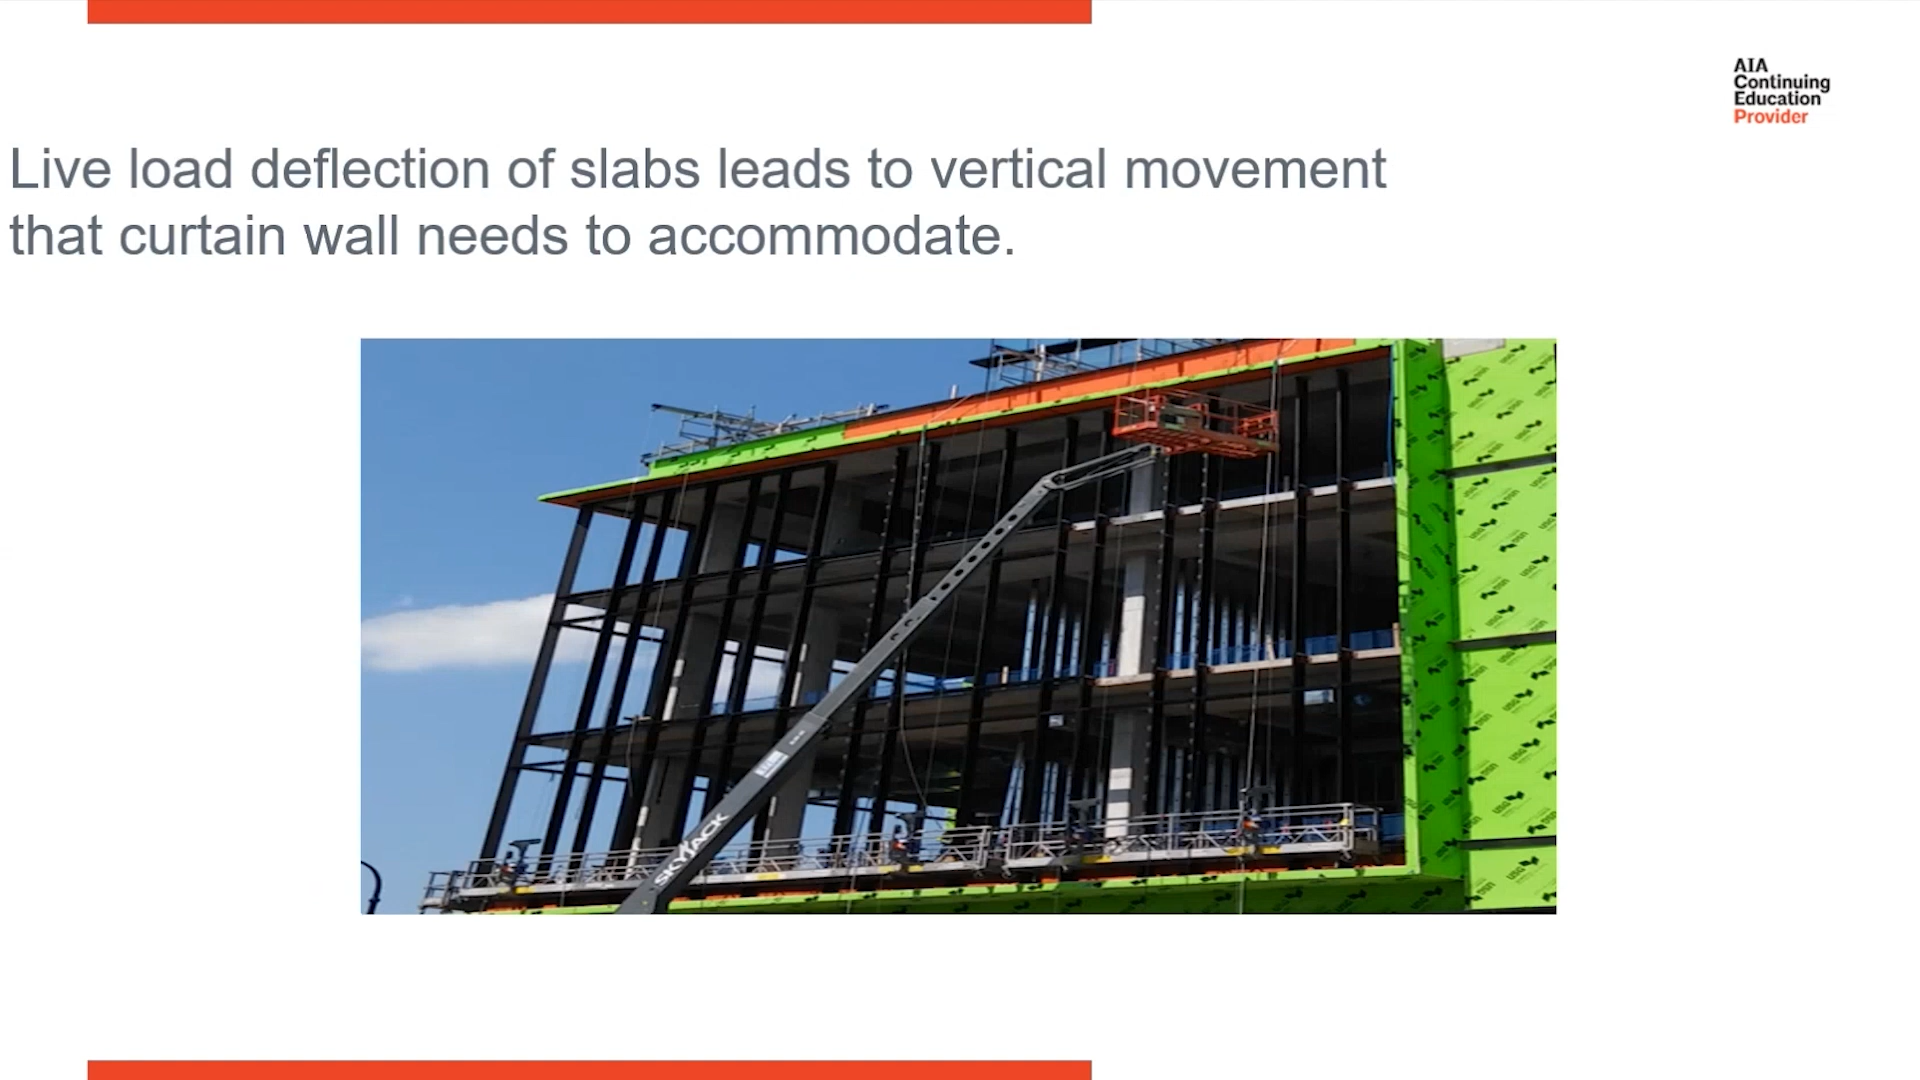 AIA
Continuing
Education
Provider
Live load deflection of slabs leads to vertical movement
that curtain wall needs to accommodate.
SKYJACK
USG